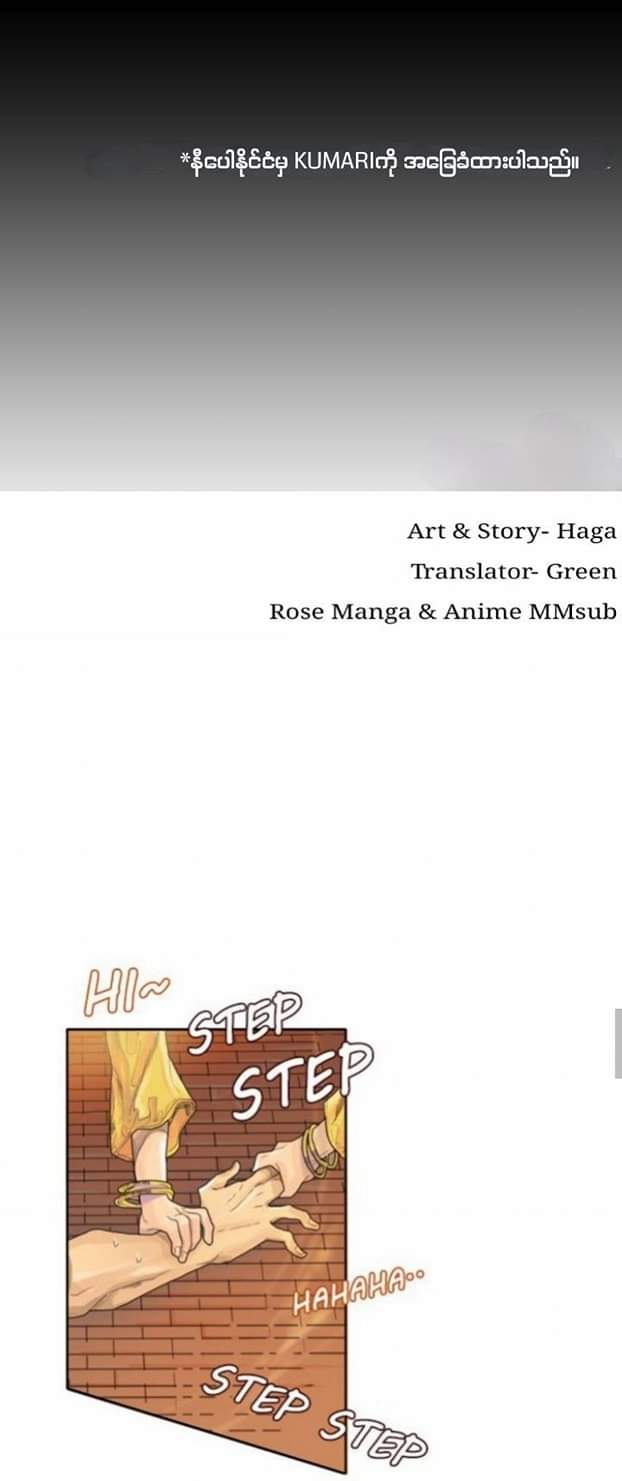 *နီပေါနိုင်ငံမှ KUMARIကို အခြေခံထားပါသည်။
Art & Story- Haga
Translator- Green
Rose Manga & Anime MMsub
HI~
STEP
STEP
HAHAHA··
STEP STEP